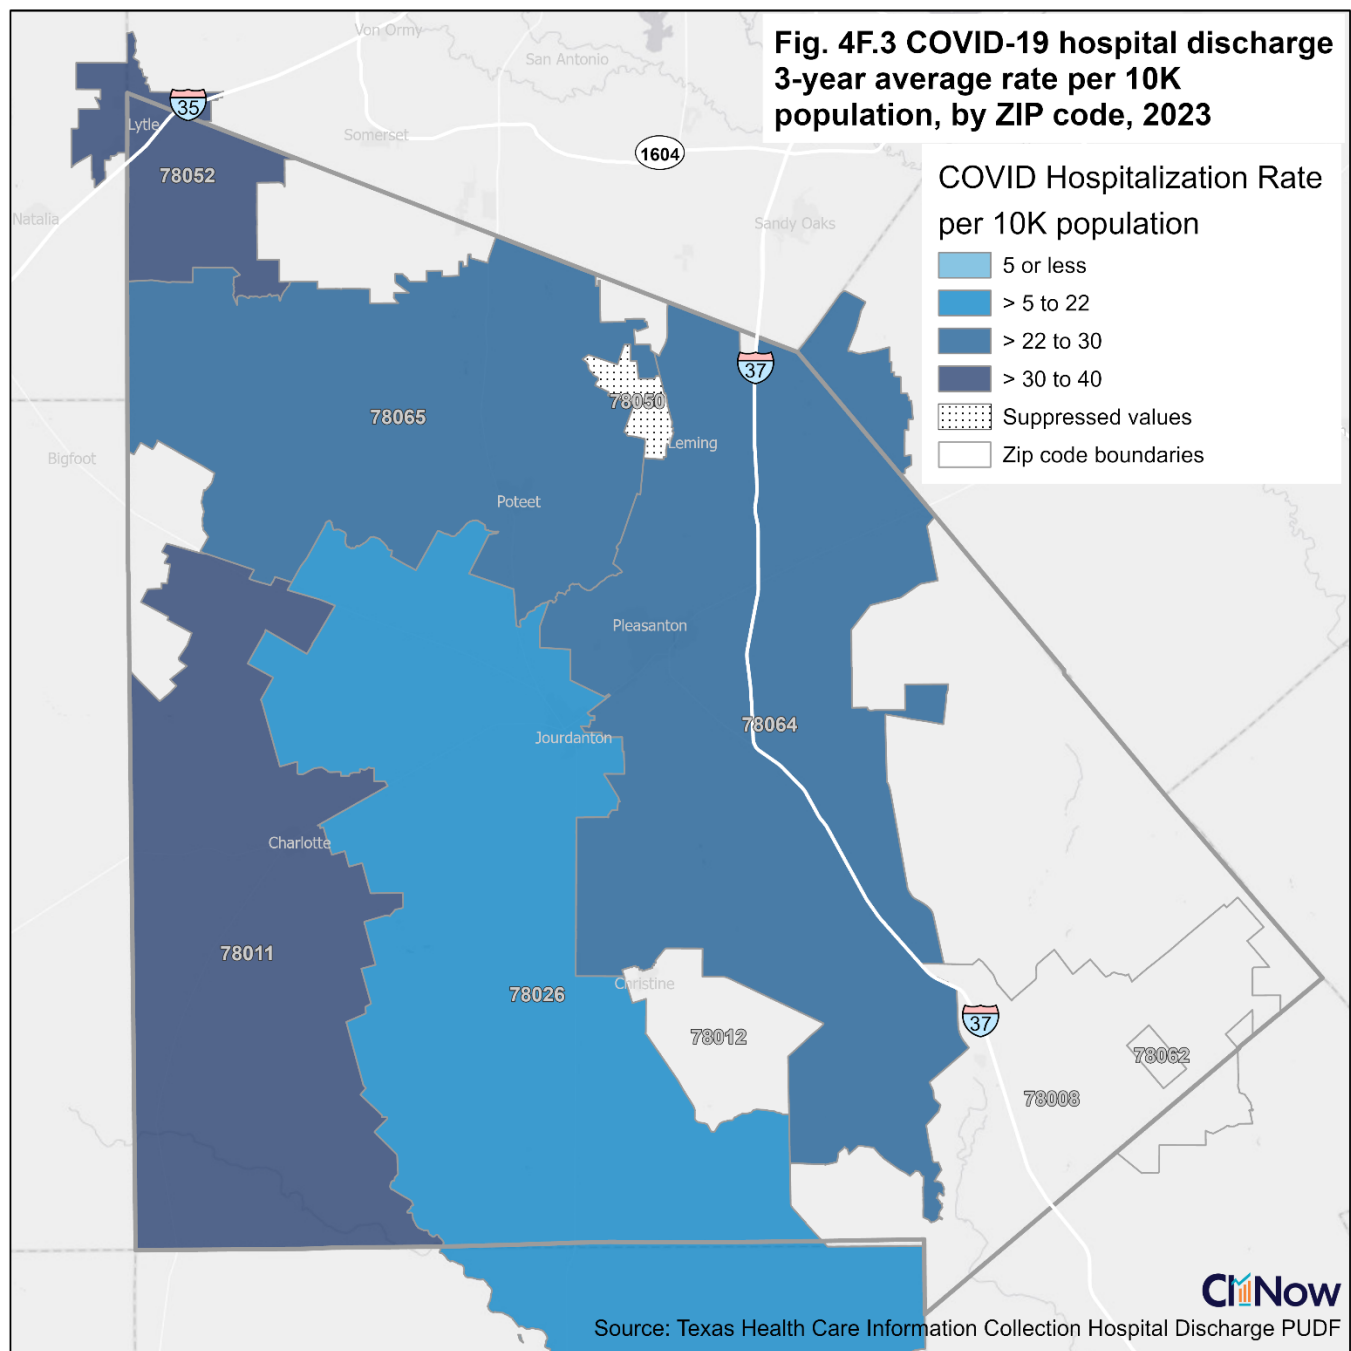 Fig. 4F.3 COVID-19 hospital discharge
3-year average rate per 10K
population, by ZIP code, 2023
COVID Hospitalization Rate
per 10K population
5 or less
> 5 to 22
> 22 to 30
> 30 to 40
Suppressed values
Zip code boundaries
Von Ormy
San Antonio
35
Lytle
Somerset
1604
78052
Natalia
Sandy Oaks
37
78050
78065
Leming
Bigfoot
Poteet
Pleasanton
78064
Jourdanton
Charlotte
78011
Christine
78026
37
78012
78062
78008
CINow
Source: Texas Health Care Information Collection Hospital Discharge PUDF